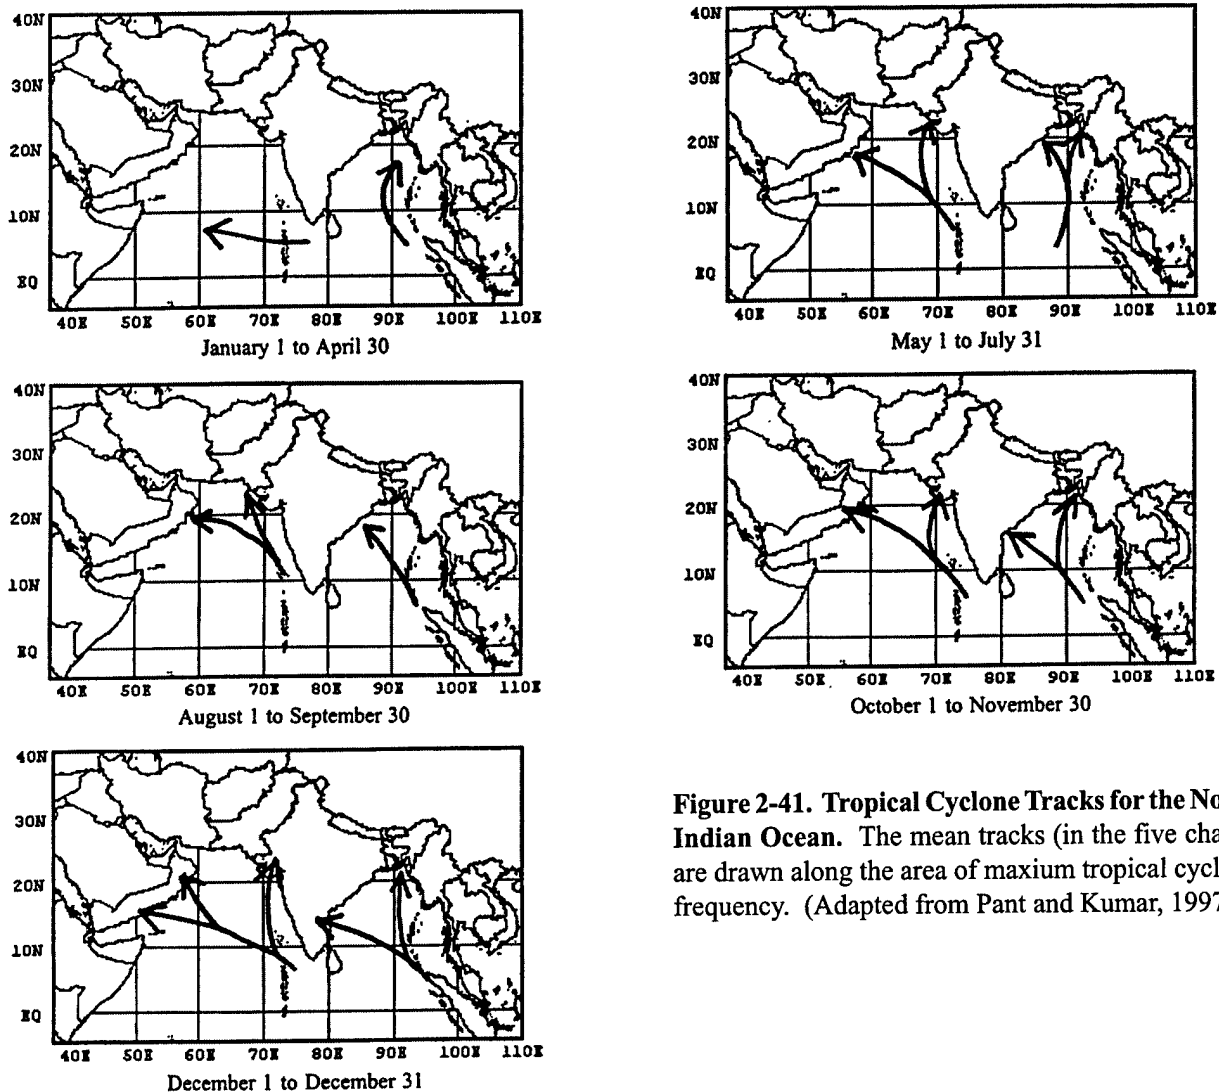 40N
30N
20N
10N
EQ
40E 50E 60E 70E 80E 90E 100E 110E
January 1 to April 30
40N
30N
20N
10N
EQ
40E 50E 60E 70E 80E 90E 100E 110E
May 1 to July 31
40N
30N
20N
10N
EQ
40E 50E 60E 70E 80E 90E 100E 110E
August 1 to September 30
40N
30N
20N
10N
EQ
40E 50E 60E 70E 80E 90E 100E 110E
October 1 to November 30
40N
30N
20N
10N
EQ
40E 50E 60E 70E 80E 90E 100E 110E
December 1 to December 31
Figure 2-41. Tropical Cyclone Tracks for the No
Indian Ocean. The mean tracks (in the five cha
are drawn along the area of maxium tropical cycl
frequency. (Adapted from Pant and Kumar, 1997